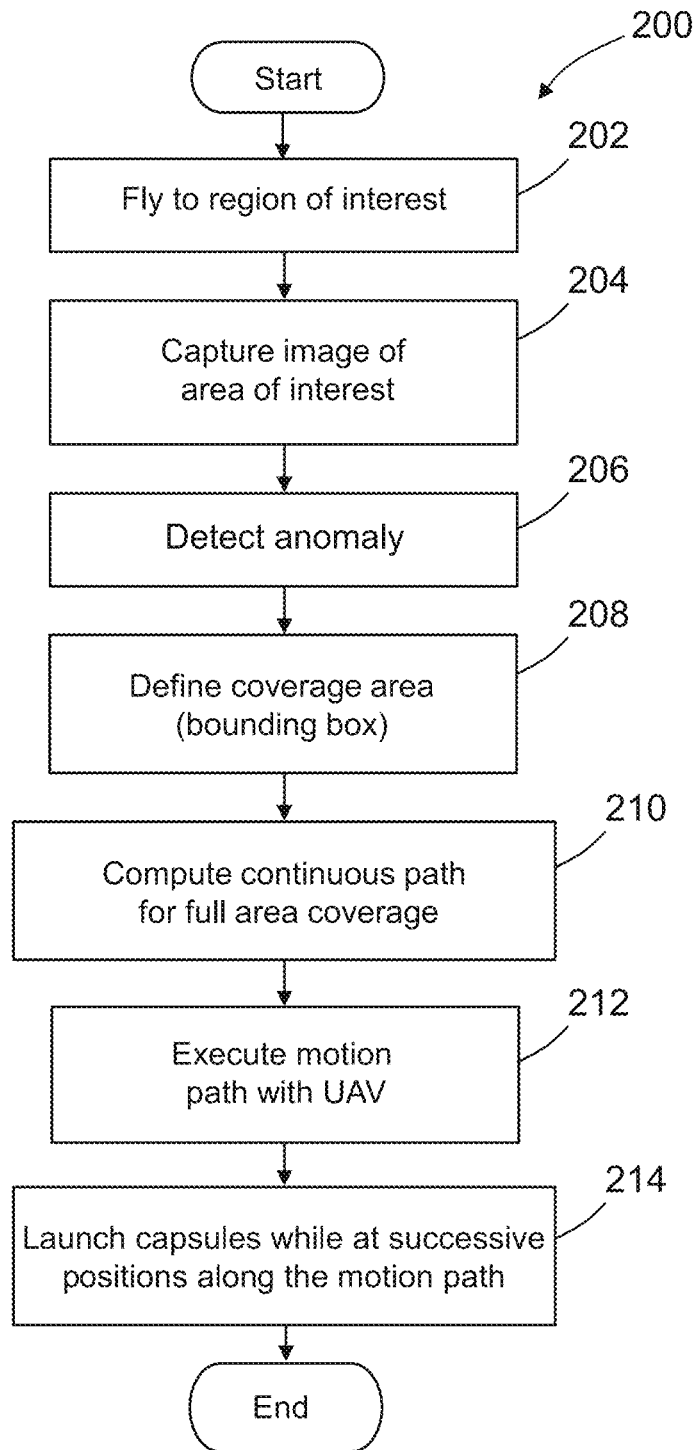 200
Start
202
Fly to region of interest
204
Capture image of
area of interest
206
Detect anomaly
208
Define coverage area
(bounding box)
210
Compute continuous path
for full area coverage
212
Execute motion
path with UAV
214
Launch capsules while at successive
positions along the motion path
End